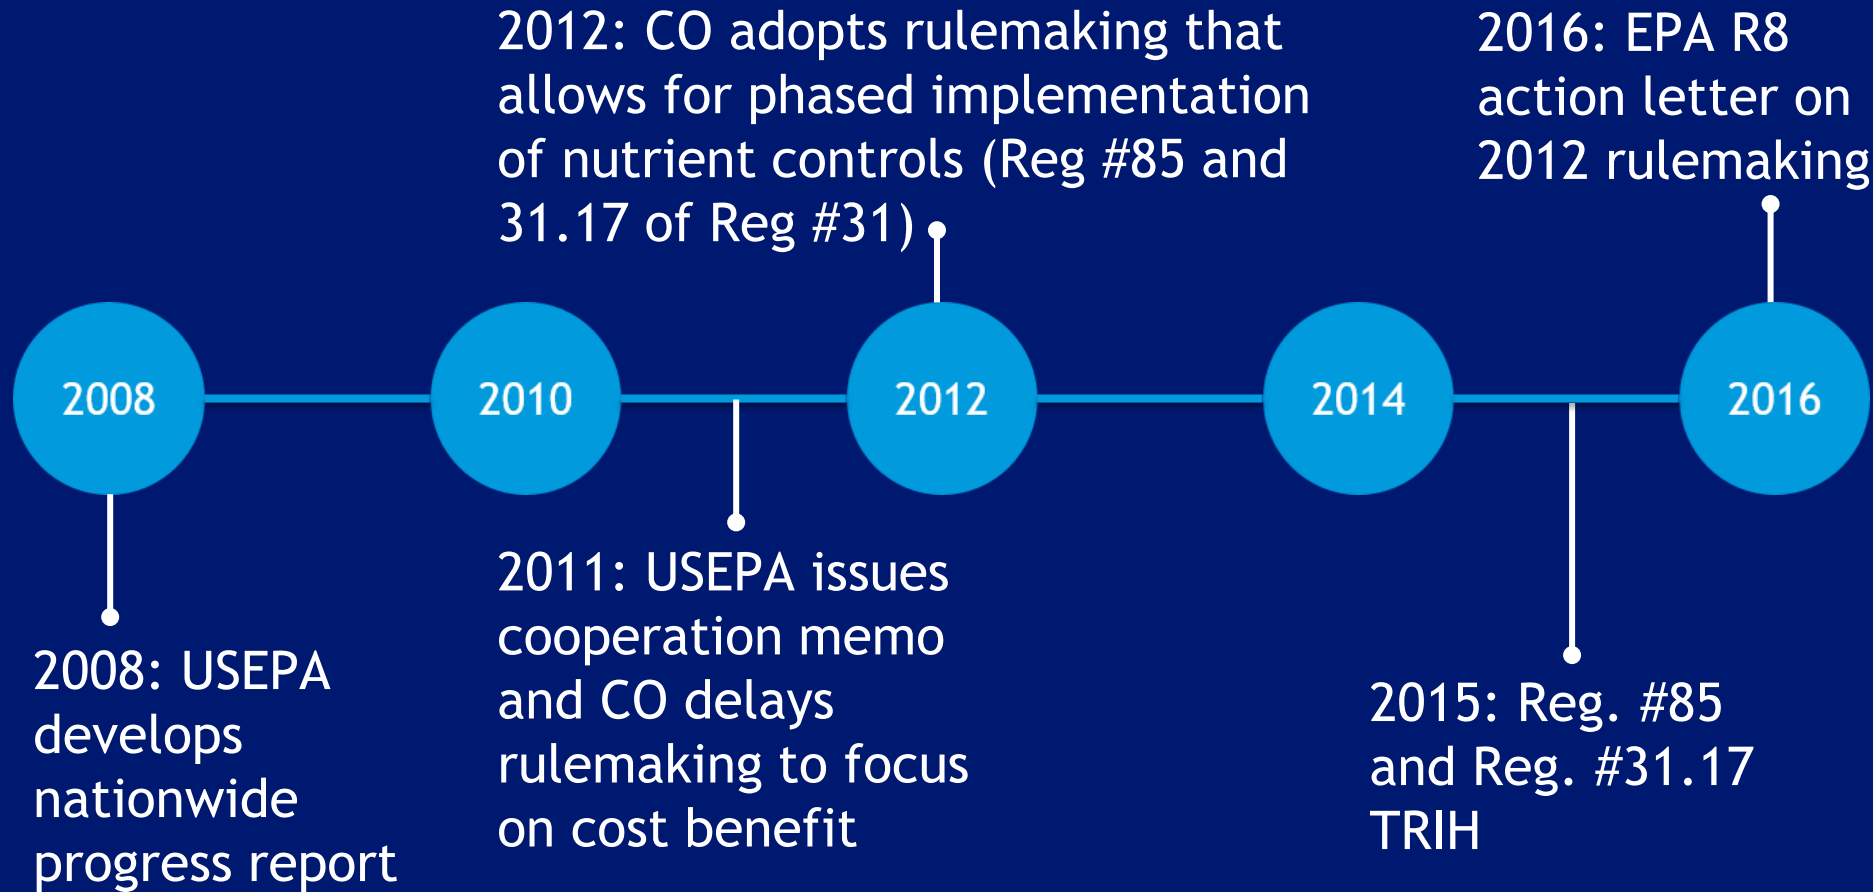 2012: CO adopts rulemaking that
allows for phased implementation
of nutrient controls (Reg #85 and
31.17 of Reg #31)
2016: EPA R8
action letter on
2012 rulemaking
2008
2010
2012
2014
2016
2008: USEPA
develops
nationwide
progress report
2011: USEPA issues
cooperation memo
and CO delays
rulemaking to focus
on cost benefit
2015: Reg. #85
and Reg. #31.17
TRIH